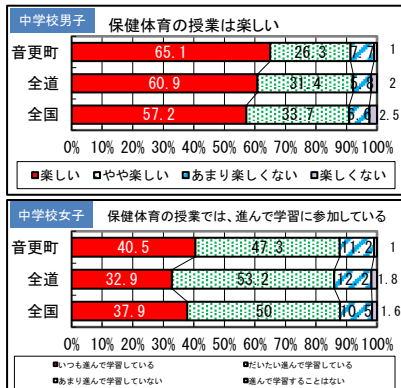 中学校男子 保健体育の授業は楽しい
音更町 65.1 26.3 7.7 1
全道 60.9 31.4 5.8 2
全国 57.2 33.7 6.6 2.5
0% 10% 20% 30% 40% 50% 60% 70% 80% 90% 100%
■楽しい □やや楽しい ■あまり楽しくない ■楽しくない
中学校女子 保健体育の授業では、進んで学習に参加している
音更町 40.5 47.3 11.2 1
全道 32.9 53.2 12.2 1.8
全国 37.9 50 10.5 1.6
0% 10% 20% 30% 40% 50% 60% 70% 80% 90% 100%
■いつも進んで学習している ■だいたい進んで学習している
■あまり進んで学習していない ■進んで学習することはない